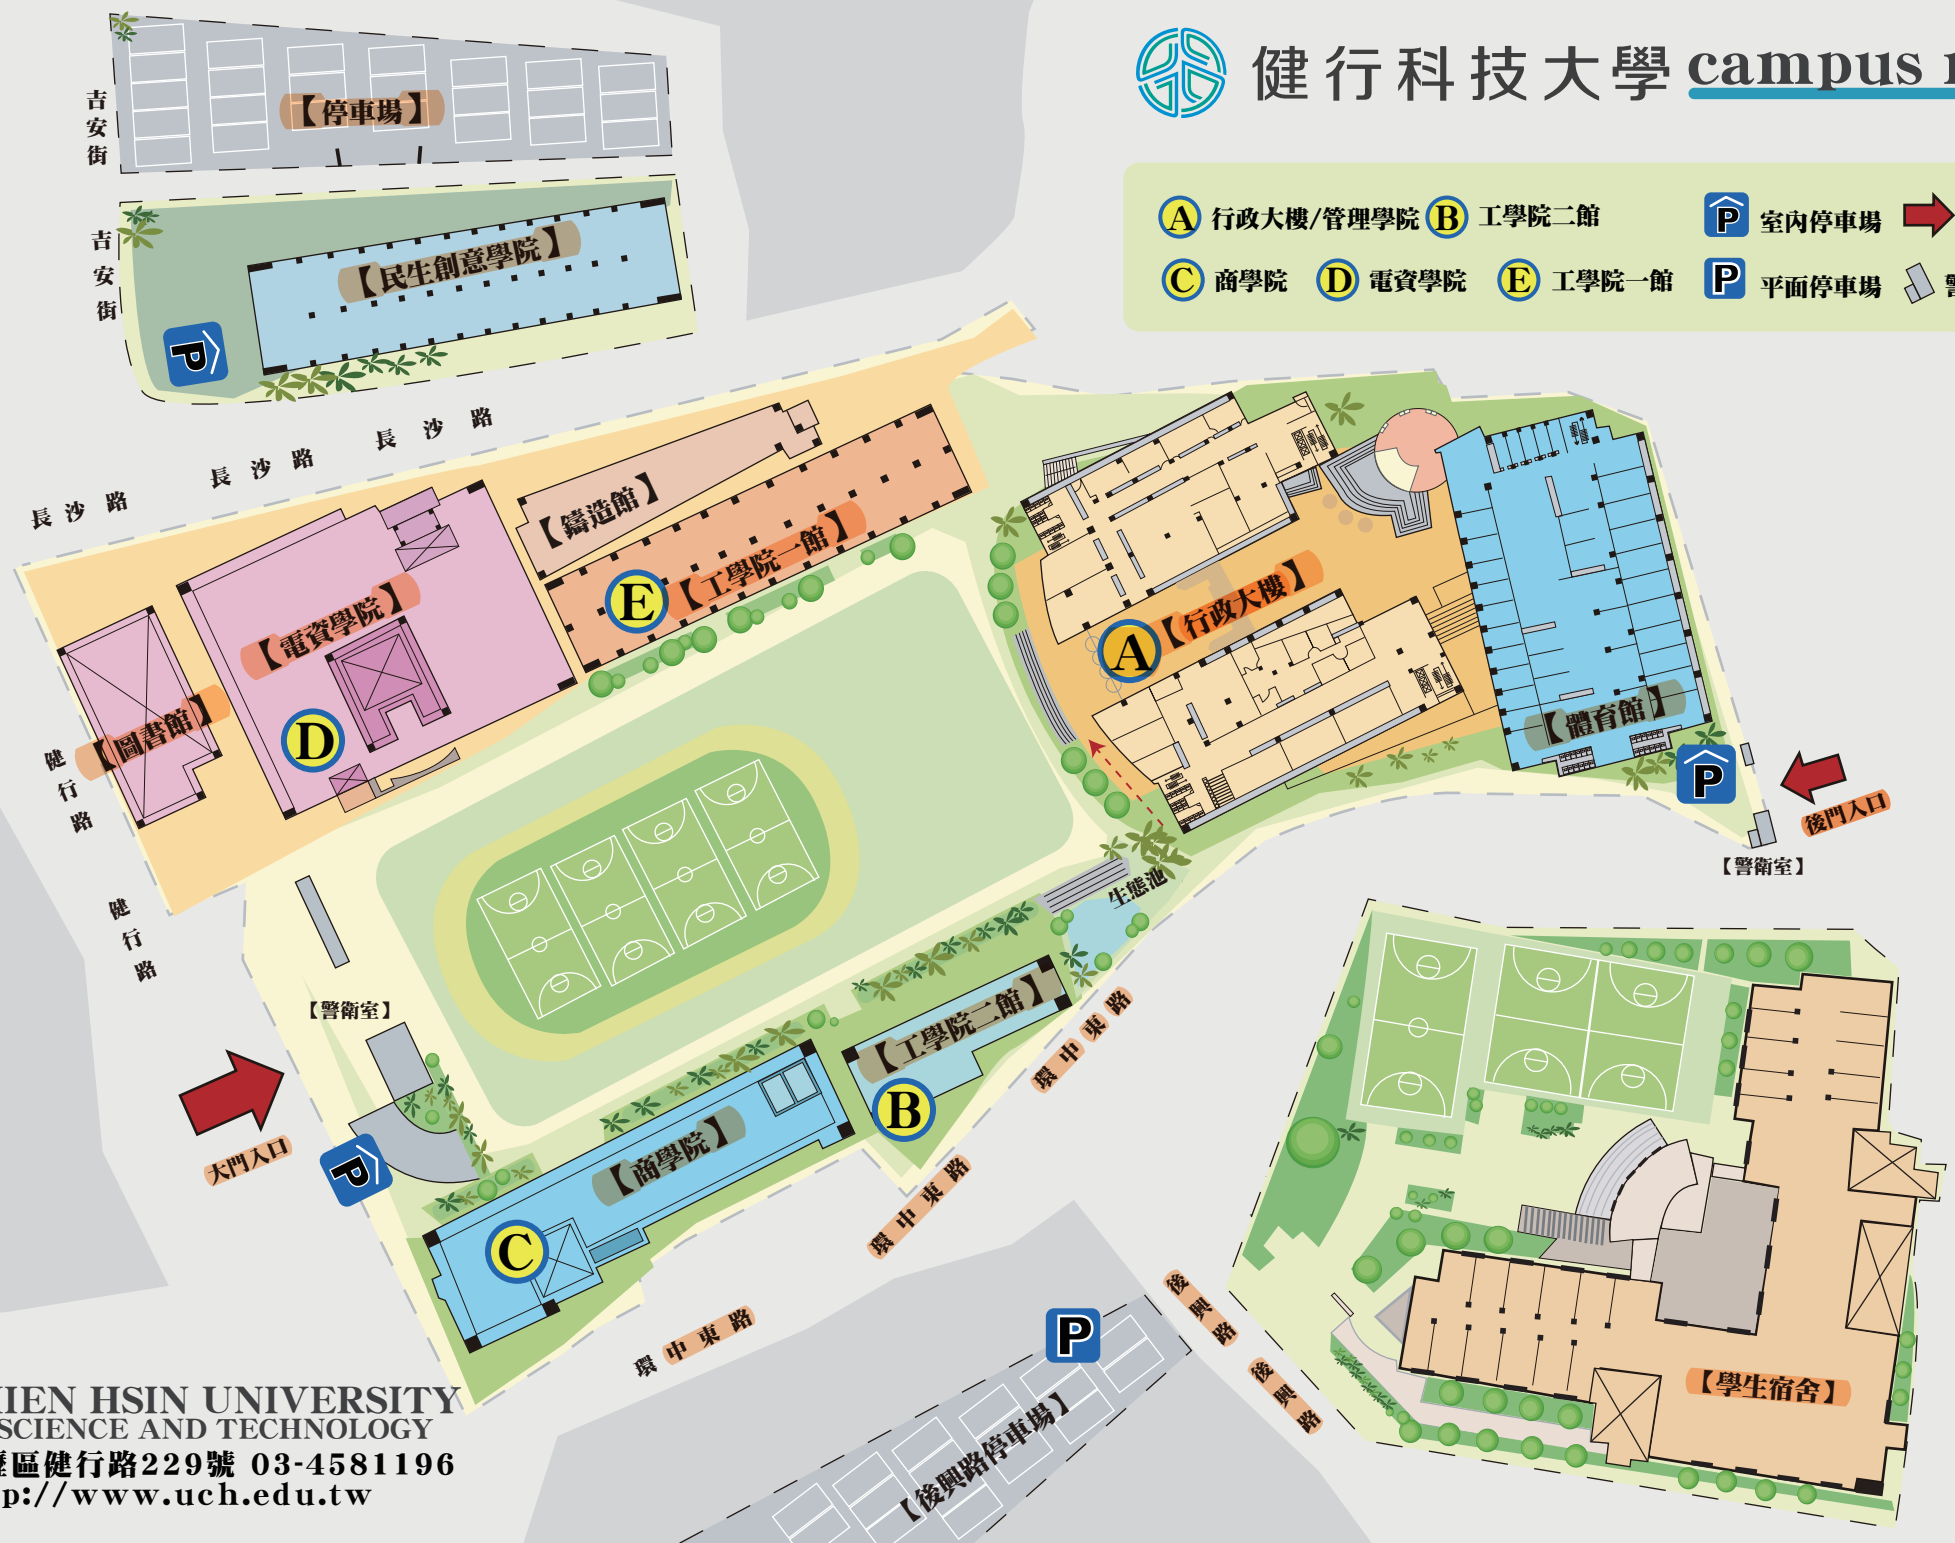 健行科技大學 campus
A 行政大樓/管理學院
B 工學院二館
P 室內停車場
C 商學院
D 電資學院
E 工學院一館
P 平面停車場
吉安街
【停車場】
吉安街
【民生創意學院】
P
長沙路
長沙路
長沙路
【鑄造館】
【工學院一館】
E
【電資學院】
D
【圖書館】
【行政大樓】
A
【體育館】
P
後門入口
【警衛室】
健行路
健行路
生態池
【警衛室】
大門入口
P
【工學院二館】
B
【商學院】
C
環中東路
環中東路
環中東路
後興路
後興路
P
【後興路停車場】
【學生宿舍】
HSIN UNIVERSITY
SCIENCE AND TECHNOLOGY
區健行路229號 03-4581196
p://www.uch.edu.tw